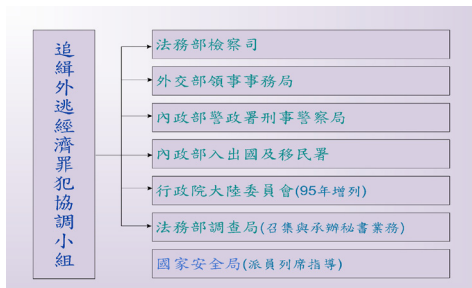 追緝外逃經濟罪犯協調小組
法務部檢察司
外交部領事事務局
內政部警政署刑事警察局
內政部入出國及移民署
行政院大陸委員會(95年增列)
法務部調查局(召集與承辦秘書業務)
國家安全局(派員列席指導)